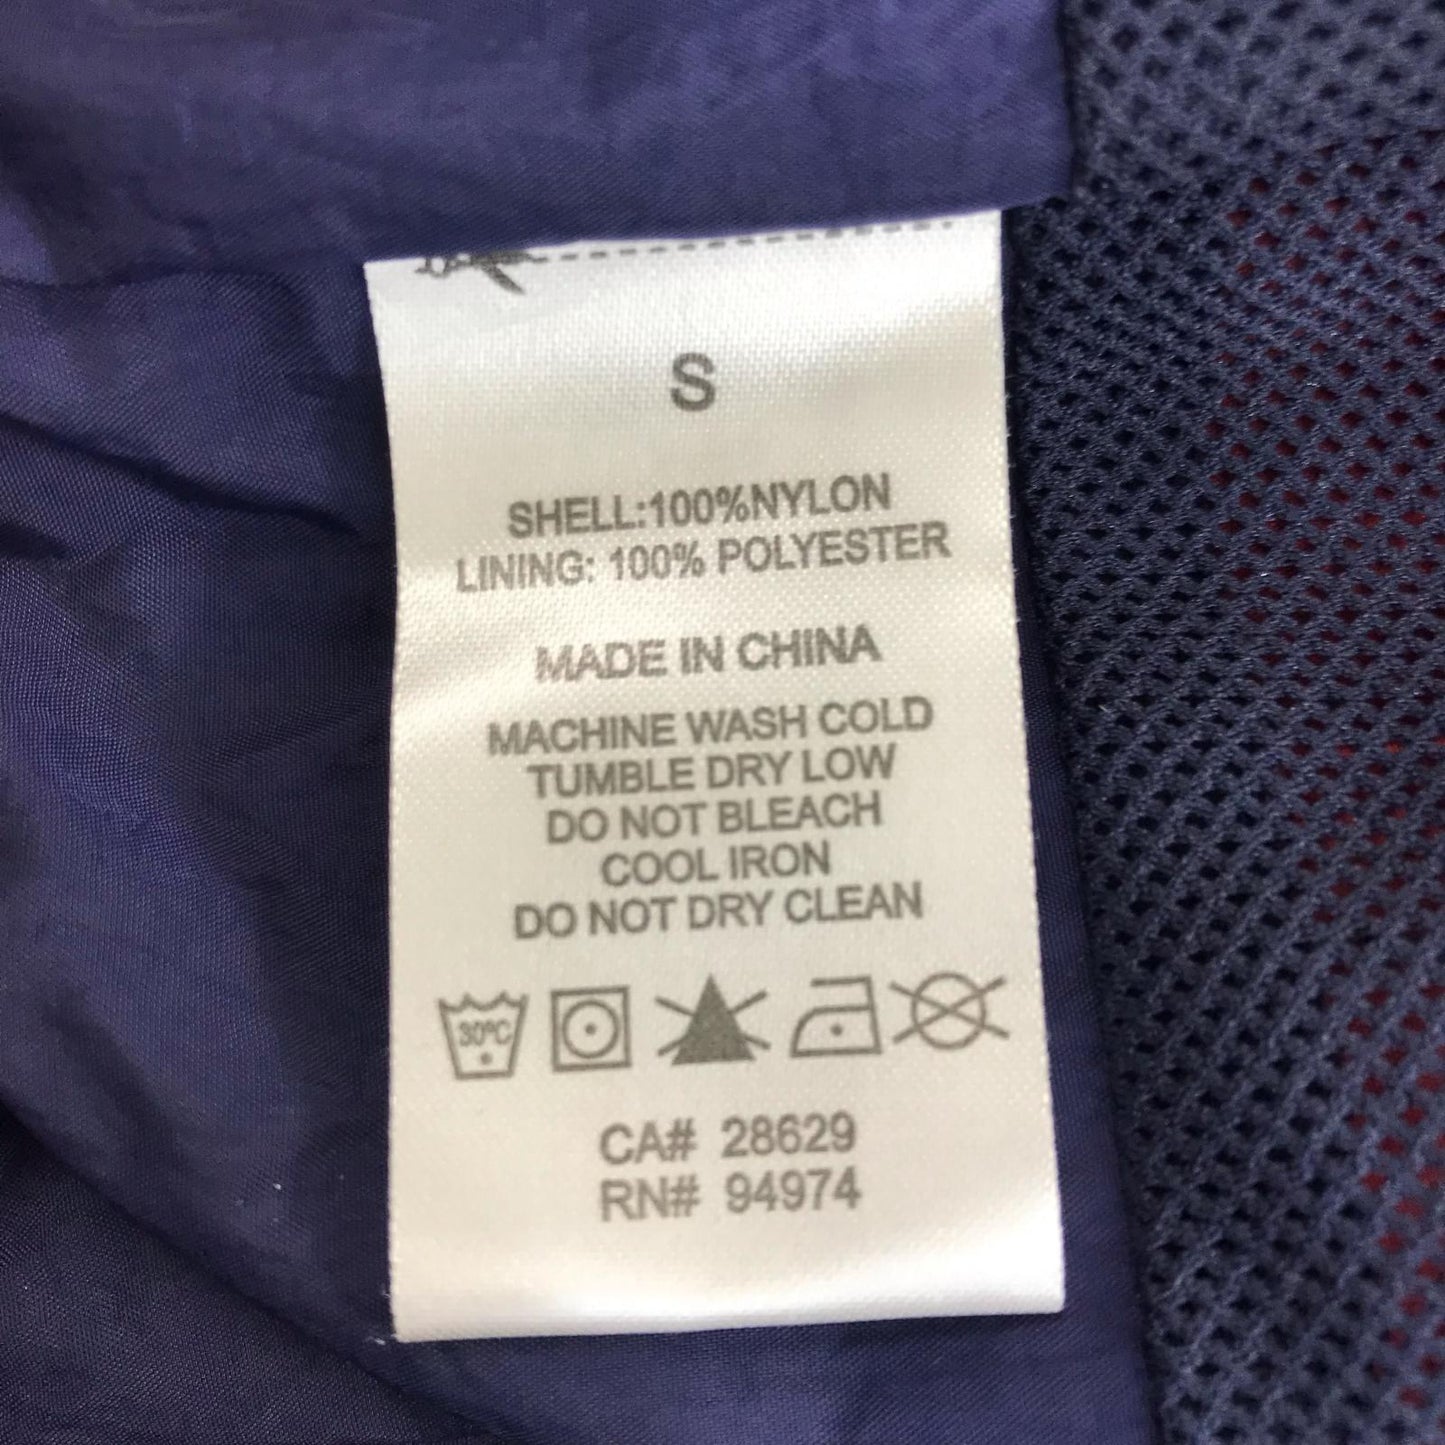 S
SHELL:100%NYLON
LINING: 100% POLYESTER
MADE IN CHINA
MACHINE WASH COLD
TUMBLE DRY LOW
DO NOT BLEACH
COOL IRON
DO NOT DRY CLEAN
30°C
CA# 28629
RN# 94974